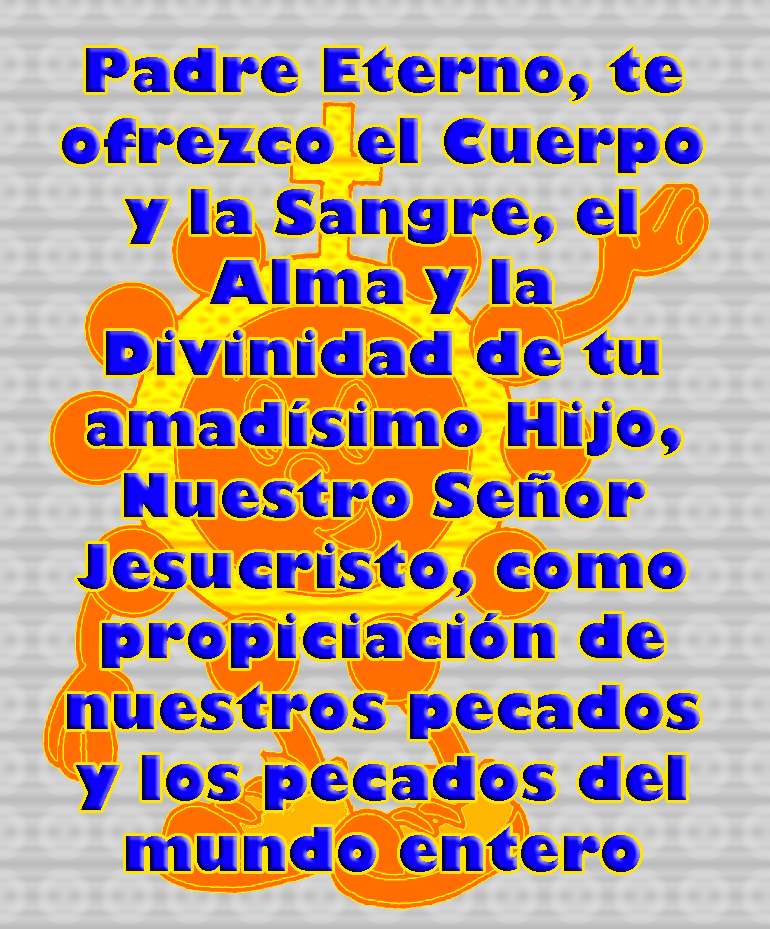 Padre Eterno, te
ofrezco el Cuerpo
y la Sangre, el
Alma y la
Divinidad de tu
amadísimo Hijo,
Nuestro Señor
Jesucristo, como
propiciación de
nuestros pecados
y los pecados del
mundo entero